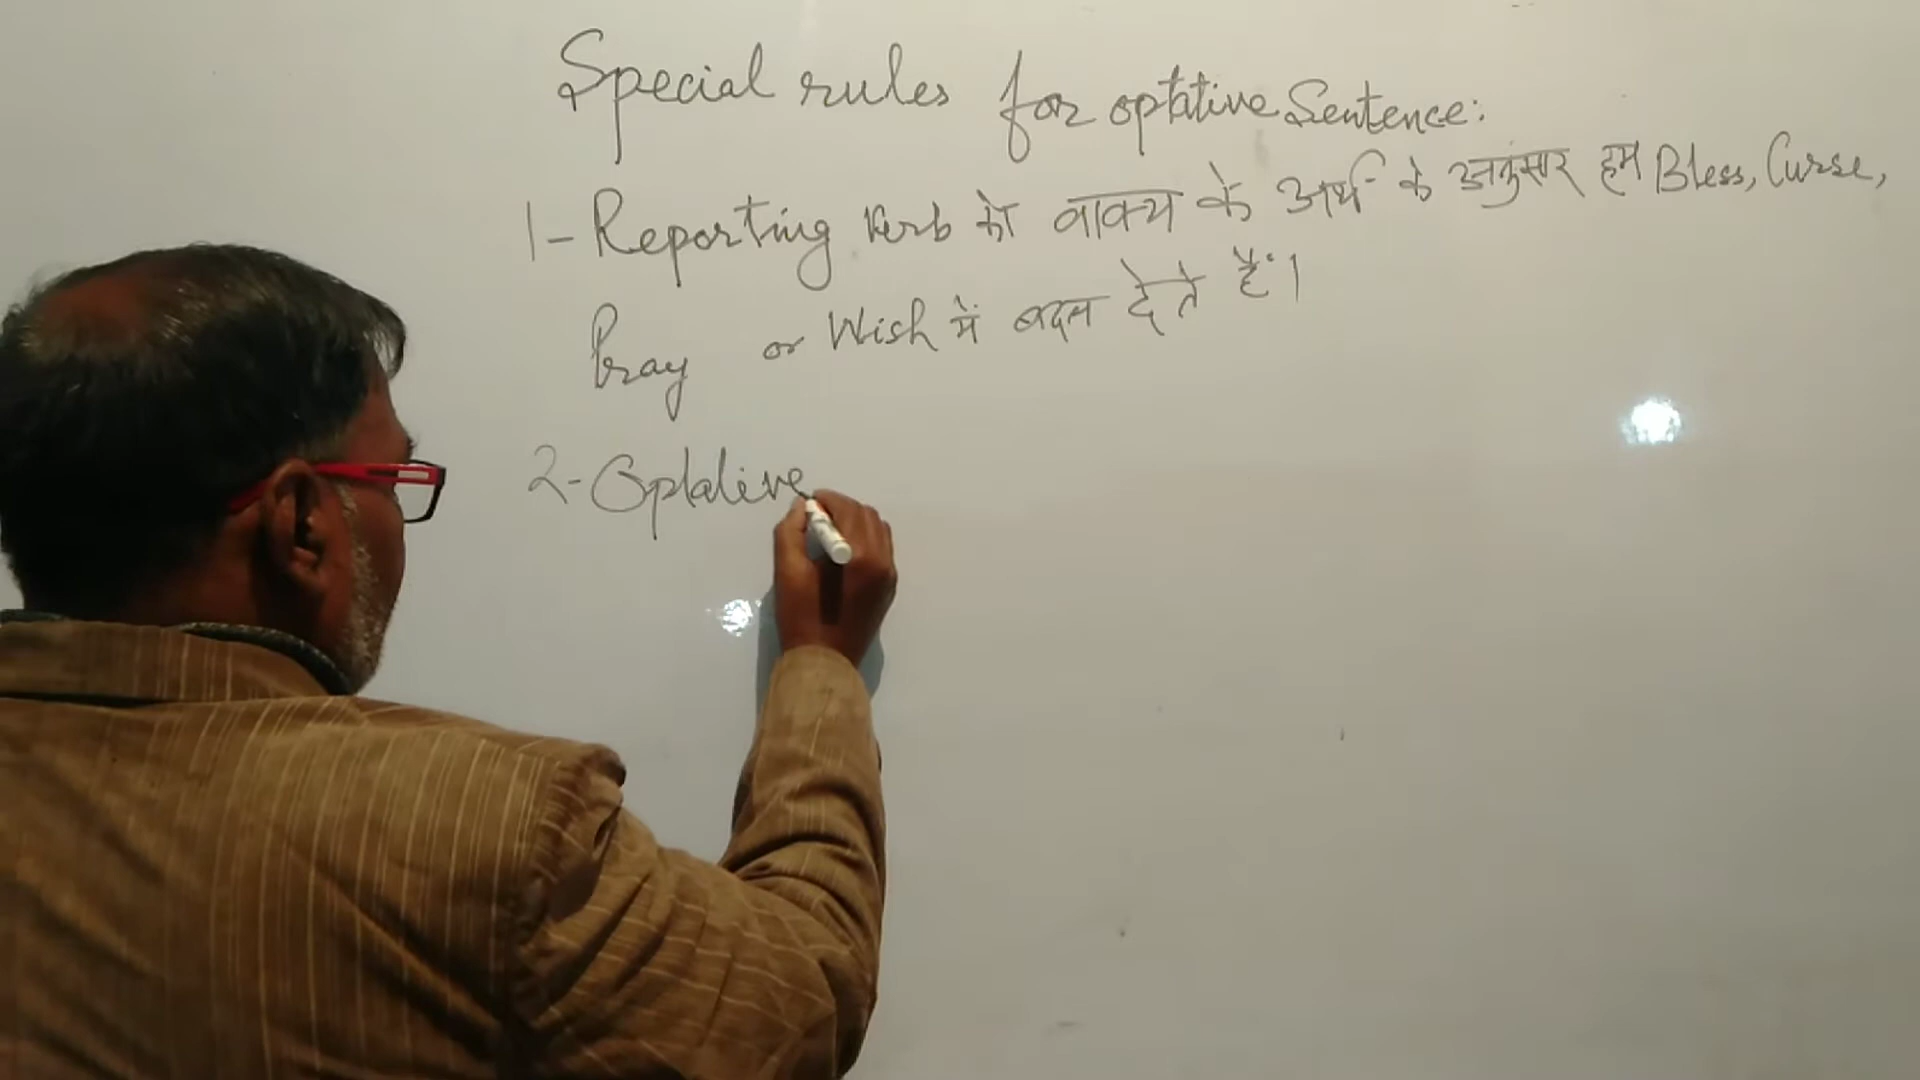 Special rules for optative Sentence:
1- Reporting Verb को वाक्य के अर्थ के अनुसार हम Bless, Curse,
Pray or Wish में बदल देते हैं।
2- Optative